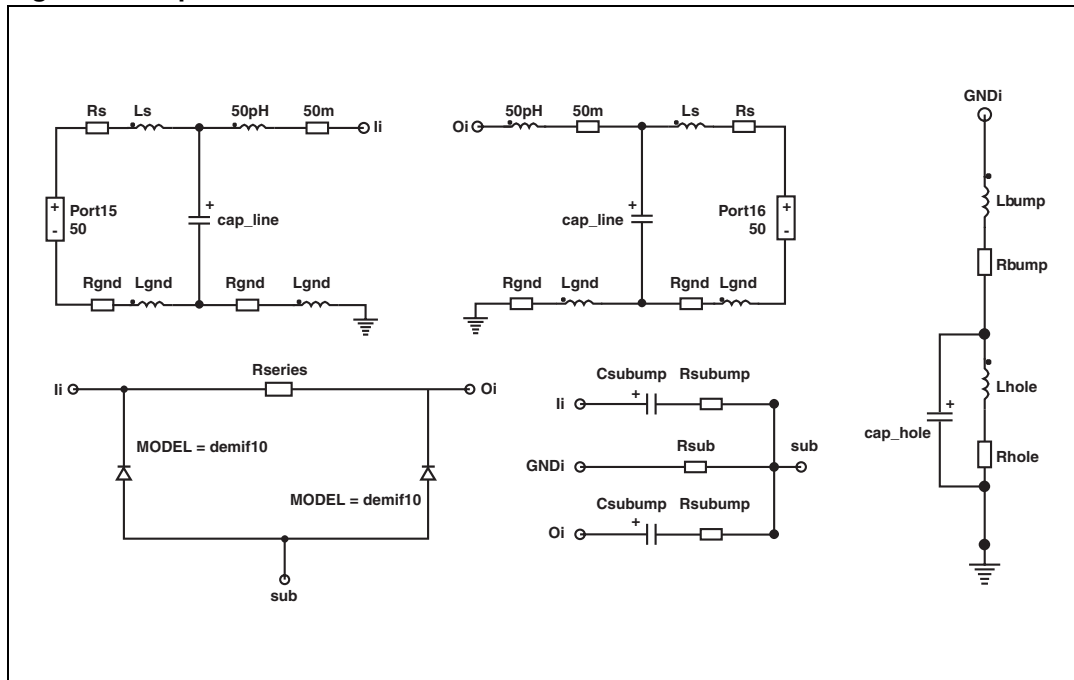 Rs Ls 50pH 50m Ii
Port15
50
+
-
+
cap_line
Rgnd Lgnd Rgnd Lgnd
Oi 50pH 50m Ls Rs
+
cap_line
Port16
50
+
-
Rgnd Lgnd Rgnd Lgnd
GNDi
Lbump
Rbump
Lhole
+
cap_hole
Rhole
Ii Rseries Oi
MODEL = demif10
MODEL = demif10
sub
Csubump Rsubump
Ii +
Rsub sub
GNDi
Csubump Rsubump
Oi +